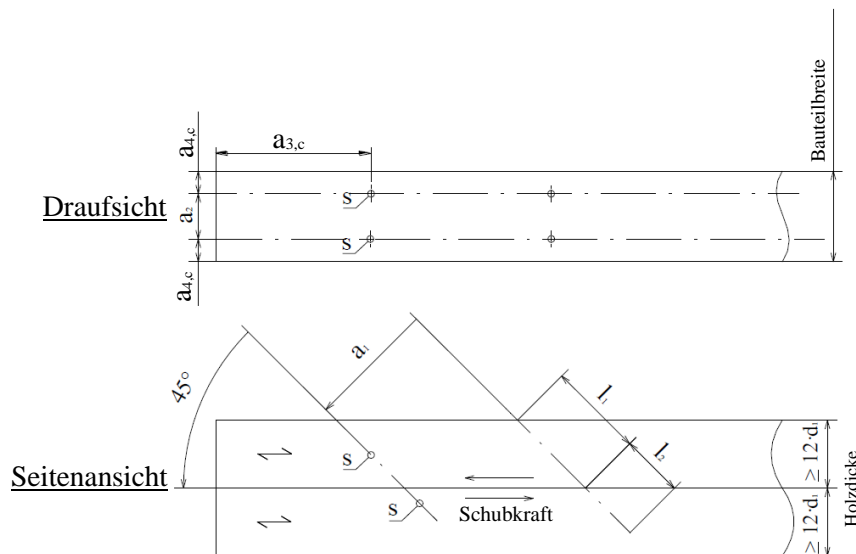 a3,c
a4,c
Bauteilbreite
S
Draufsicht
a2
S
a4,c
a1
45°
l1
l2
≥ 12·d1
S
Seitenansicht
S
Schubkraft
≥ 12·d1
Holzdicke